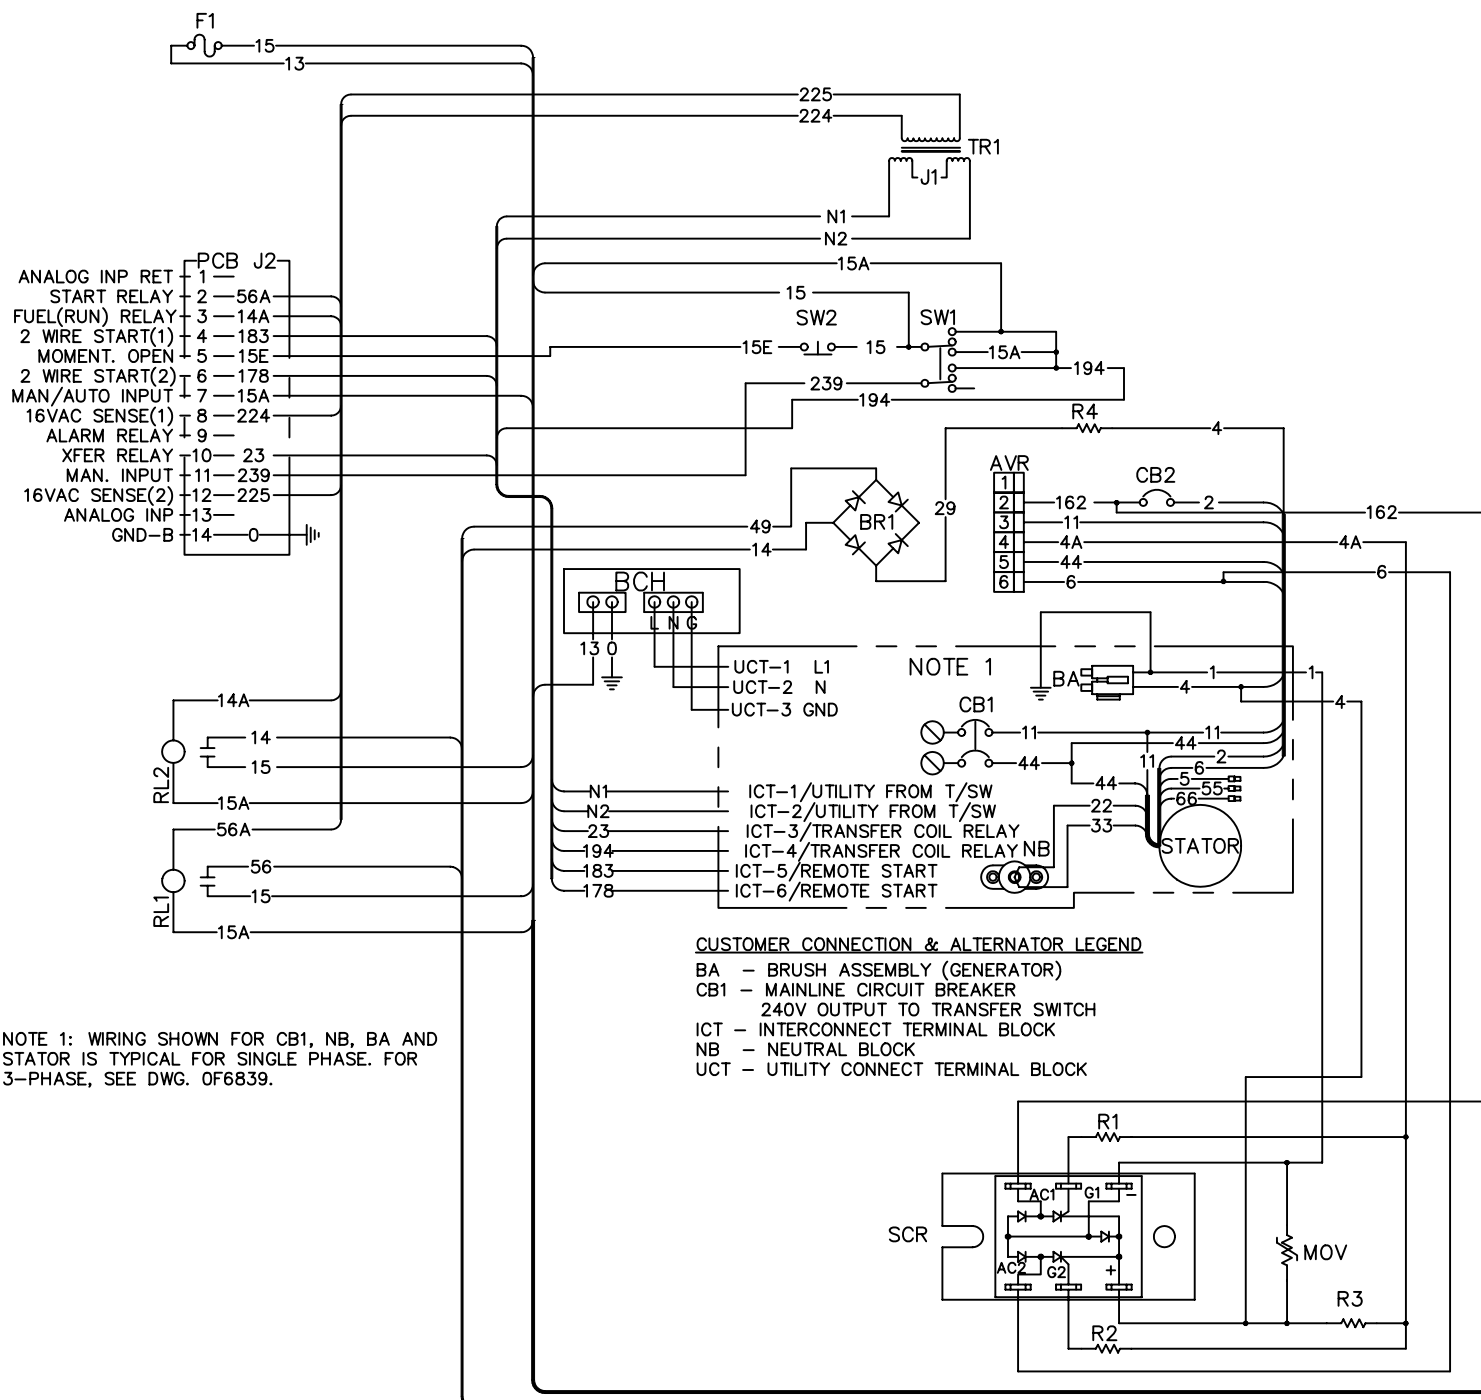 F1
15
13
225
224
TR1
J1
N1
N2
15A
15
PCB J2
ANALOG INP RET 1
START RELAY 2 56A
FUEL(RUN) RELAY 3 14A
2 WIRE START(1) 4 183
MOMENT. OPEN 5 15E
2 WIRE START(2) 6 178
MAN/AUTO INPUT 7 15A
16VAC SENSE(1) 8 224
ALARM RELAY 9
XFER RELAY 10 23
MAN. INPUT 11 239
16VAC SENSE(2) 12 225
ANALOG INP 13
GND-B 14 0
SW2 SW1
15E 15 15A
239 194
194
R4
4
AVR
1
2 162
3 11
4 4A
5 44
6 6
CB2
2
162
4A
6
29
49
14
BR1
BCH
L N G
13 0
UCT-1 L1
UCT-2 N
UCT-3 GND
NOTE 1
BA
1 1
4
4
CB1
11 11
44
44
11
2
6
44
5
55
66
22
33
STATOR
NB
14A
14
15
RL2
15A
56A
56
15
RL1
15A
N1 ICT-1/UTILITY FROM T/SW
N2 ICT-2/UTILITY FROM T/SW
23 ICT-3/TRANSFER COIL RELAY
194 ICT-4/TRANSFER COIL RELAY
183 ICT-5/REMOTE START
178 ICT-6/REMOTE START
CUSTOMER CONNECTION & ALTERNATOR LEGEND
BA - BRUSH ASSEMBLY (GENERATOR)
CB1 - MAINLINE CIRCUIT BREAKER
240V OUTPUT TO TRANSFER SWITCH
ICT - INTERCONNECT TERMINAL BLOCK
NB - NEUTRAL BLOCK
UCT - UTILITY CONNECT TERMINAL BLOCK
NOTE 1: WIRING SHOWN FOR CB1, NB, BA AND
STATOR IS TYPICAL FOR SINGLE PHASE. FOR
3-PHASE, SEE DWG. 0F6839.
R1
AC1 G1 -
SCR
AC2 G2 +
MOV
R3
R2